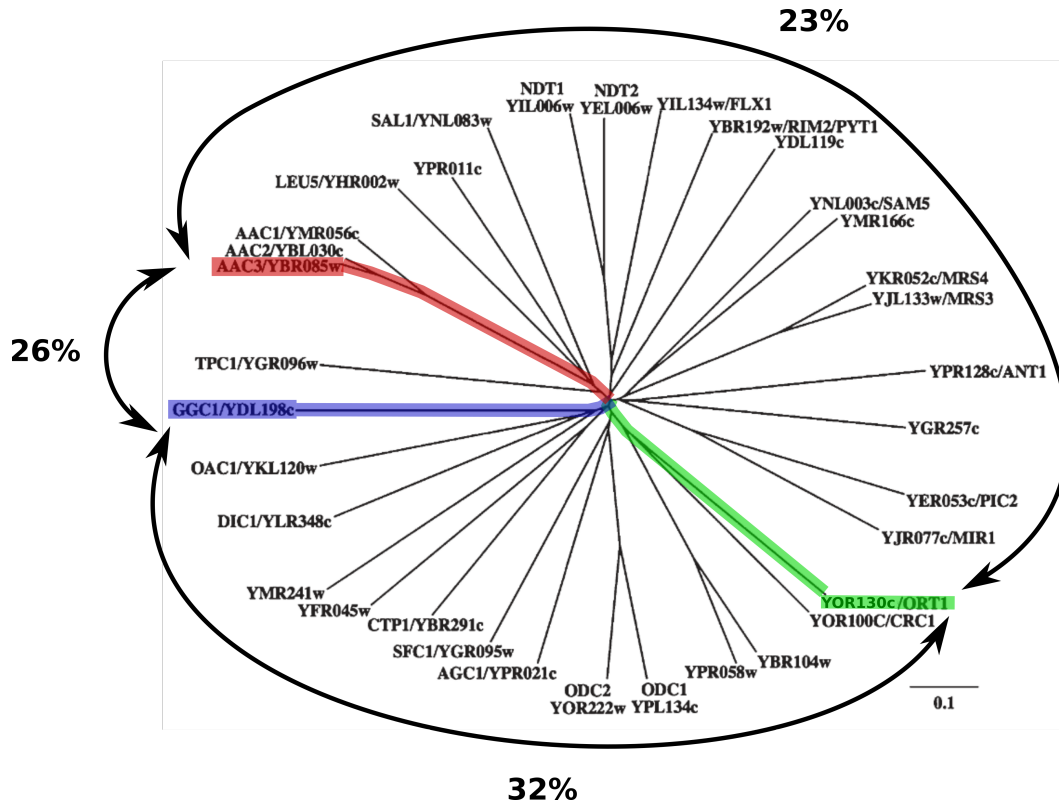 23%
NDT1
YIL006w
NDT2
YEL006w
YIL134w/FLX1
SAL1/YNL083w
YBR192w/RIM2/PYT1
YDL119c
YPR011c
LEU5/YHR002w
YNL003c/SAM5
YMR166c
AAC1/YMR056c
AAC2/YBL030c
AAC3/YBR085w
YKR052c/MRS4
YJL133w/MRS3
26%
TPC1/YGR096w
YPR128c/ANT1
GGC1/YDL198c
YGR257c
OAC1/YKL120w
YER053c/PIC2
DIC1/YLR348c
YJR077c/MIR1
YMR241w
YFR045w
YOR130c/ORT1
CTP1/YBR291c
YOR100C/CRC1
SFC1/YGR095w
AGC1/YPR021c
YBR104w
YPR058w
ODC2
YOR222w
ODC1
YPL134c
0.1
32%